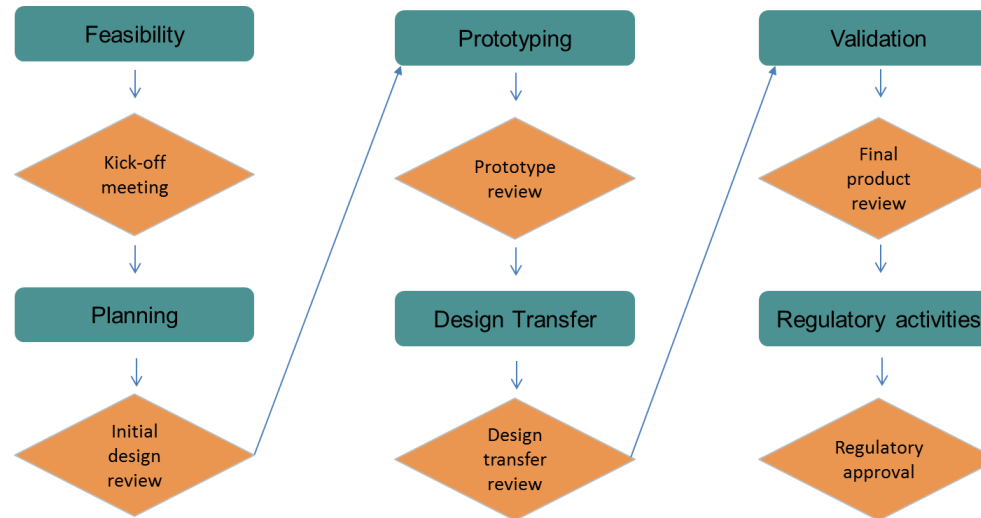 Feasibility
Kick-off
meeting
Planning
Initial
design
review
Prototyping
Prototype
review
Design Transfer
Design
transfer
review
Validation
Final
product
review
Regulatory activities
Regulatory
approval